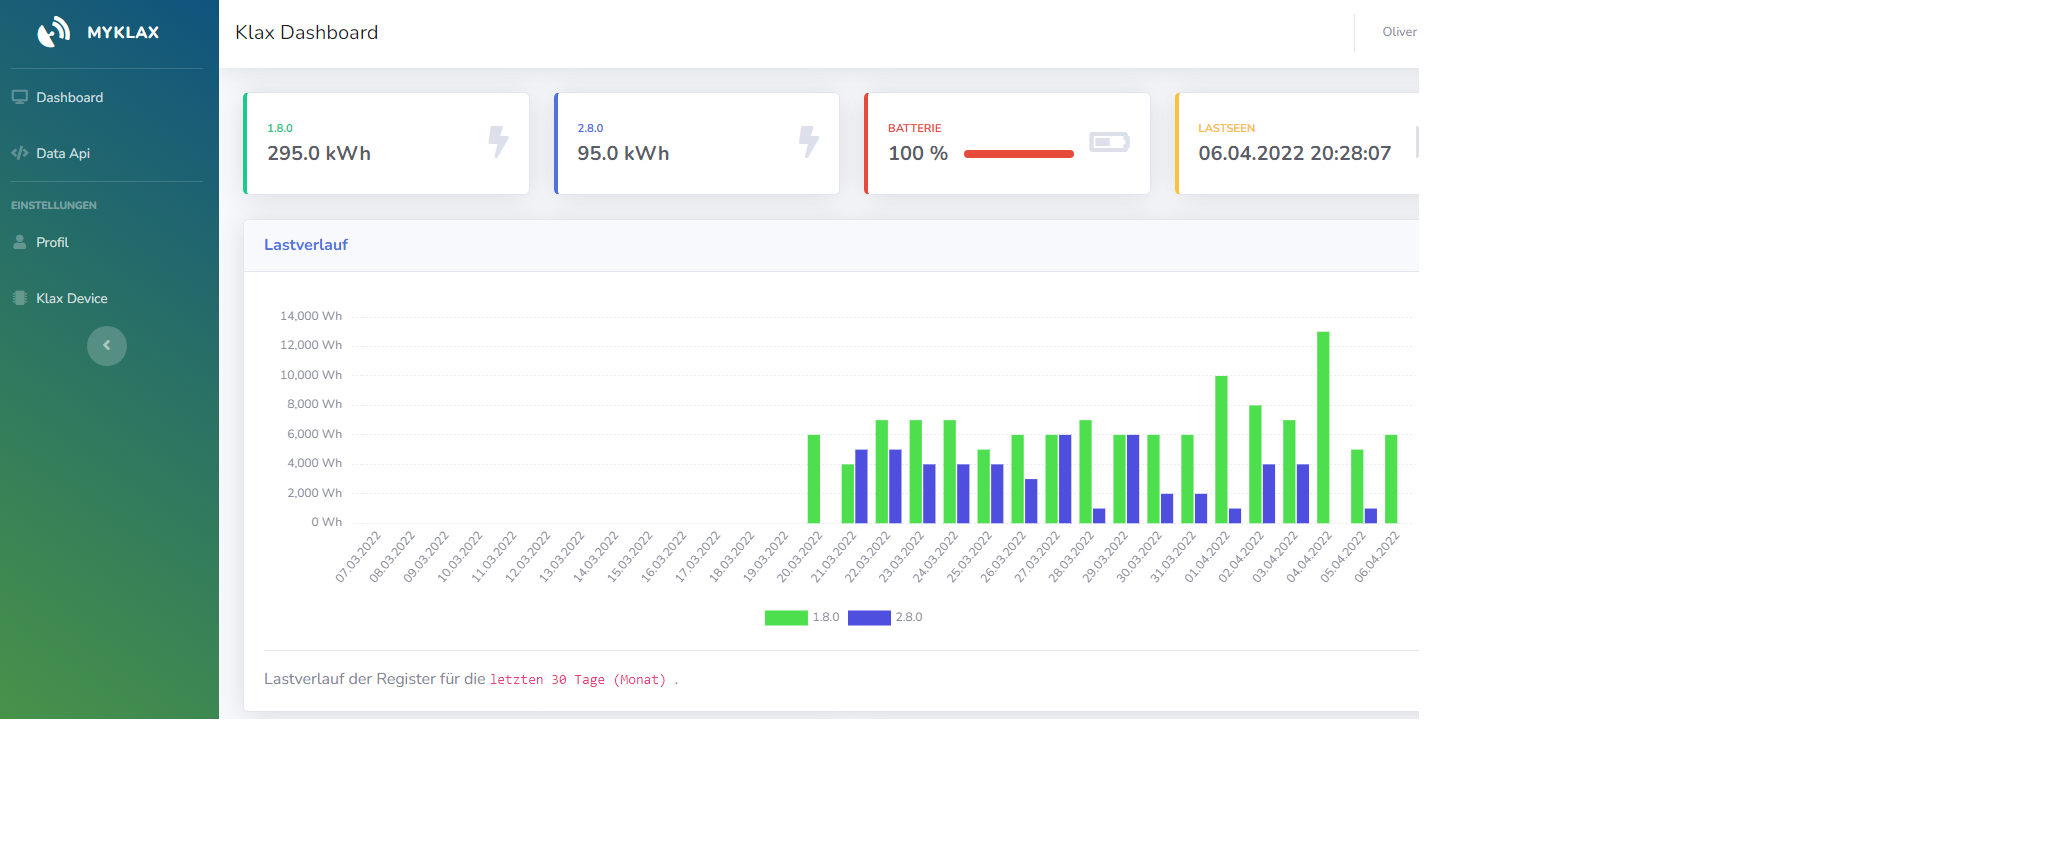 MYKLAX
Klax Dashboard
Oliver
Dashboard
Data Api
EINSTELLUNGEN
Profil
Klax Device
1.8.0
295.0 kWh
2.8.0
95.0 kWh
BATTERIE
100 %
LASTSEEN
06.04.2022 20:28:07
Lastverlauf
14,000 Wh
12,000 Wh
10,000 Wh
8,000 Wh
6,000 Wh
4,000 Wh
2,000 Wh
0 Wh
07.03.2022
08.03.2022
09.03.2022
10.03.2022
11.03.2022
12.03.2022
13.03.2022
14.03.2022
15.03.2022
16.03.2022
17.03.2022
18.03.2022
19.03.2022
20.03.2022
21.03.2022
22.03.2022
23.03.2022
24.03.2022
25.03.2022
26.03.2022
27.03.2022
28.03.2022
29.03.2022
30.03.2022
31.03.2022
01.04.2022
02.04.2022
03.04.2022
04.04.2022
05.04.2022
06.04.2022
1.8.0
2.8.0
Lastverlauf der Register für die letzten 30 Tage (Monat) .